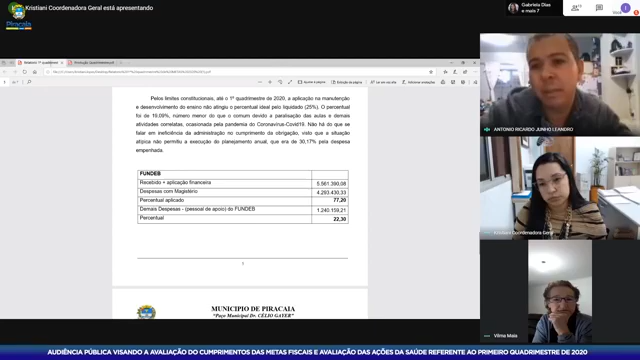 Kristiani Coordenadora Geral está apresentando
Gabriela Dias
e mais 7
Piracaia
Pelos limites constitucionais, até o 1º quadrimestre de 2020, a aplicação na manutenção
e desenvolvimento do ensino não atingiu o percentual ideal pelo liquidado (25%). O percentual
foi de 19,09%, número menor do que o comum devido a paralisação das aulas e demais
atividades correlatas, ocasionada pela pandemia do Coronavirus-Covid19. Não há do que se
falar em ineficiência da administração no cumprimento da obrigação, visto que a situação
atípica não permitiu a execução do planejamento anual, que era de 30,17% pela despesa
empenhada.
FUNDEB
Recebido + aplicação financeira 5.561.390,08
Despesas com Magistério 4.293.430,33
Percentual aplicado 77,20
Demais Despesas - (pessoal de apoio) do FUNDEB 1.240.159,21
Percentual 22,30
MUNICIPIO DE PIRACAIA
"Paço Municipal Dr. CÉLIO GAYER"
ANTONIO RICARDO JUNHO LEANDRO
Kristiani Coordenadora Geral
Vilma Maia
AUDIÊNCIA PÚBLICA VISANDO A AVALIAÇÃO DO CUMPRIMENTOS DAS METAS FISCAIS E AVALIAÇÃO DAS AÇÕES DA SAÚDE REFERENTE AO PRIMEIRO QUADRIMESTRE DE 2020